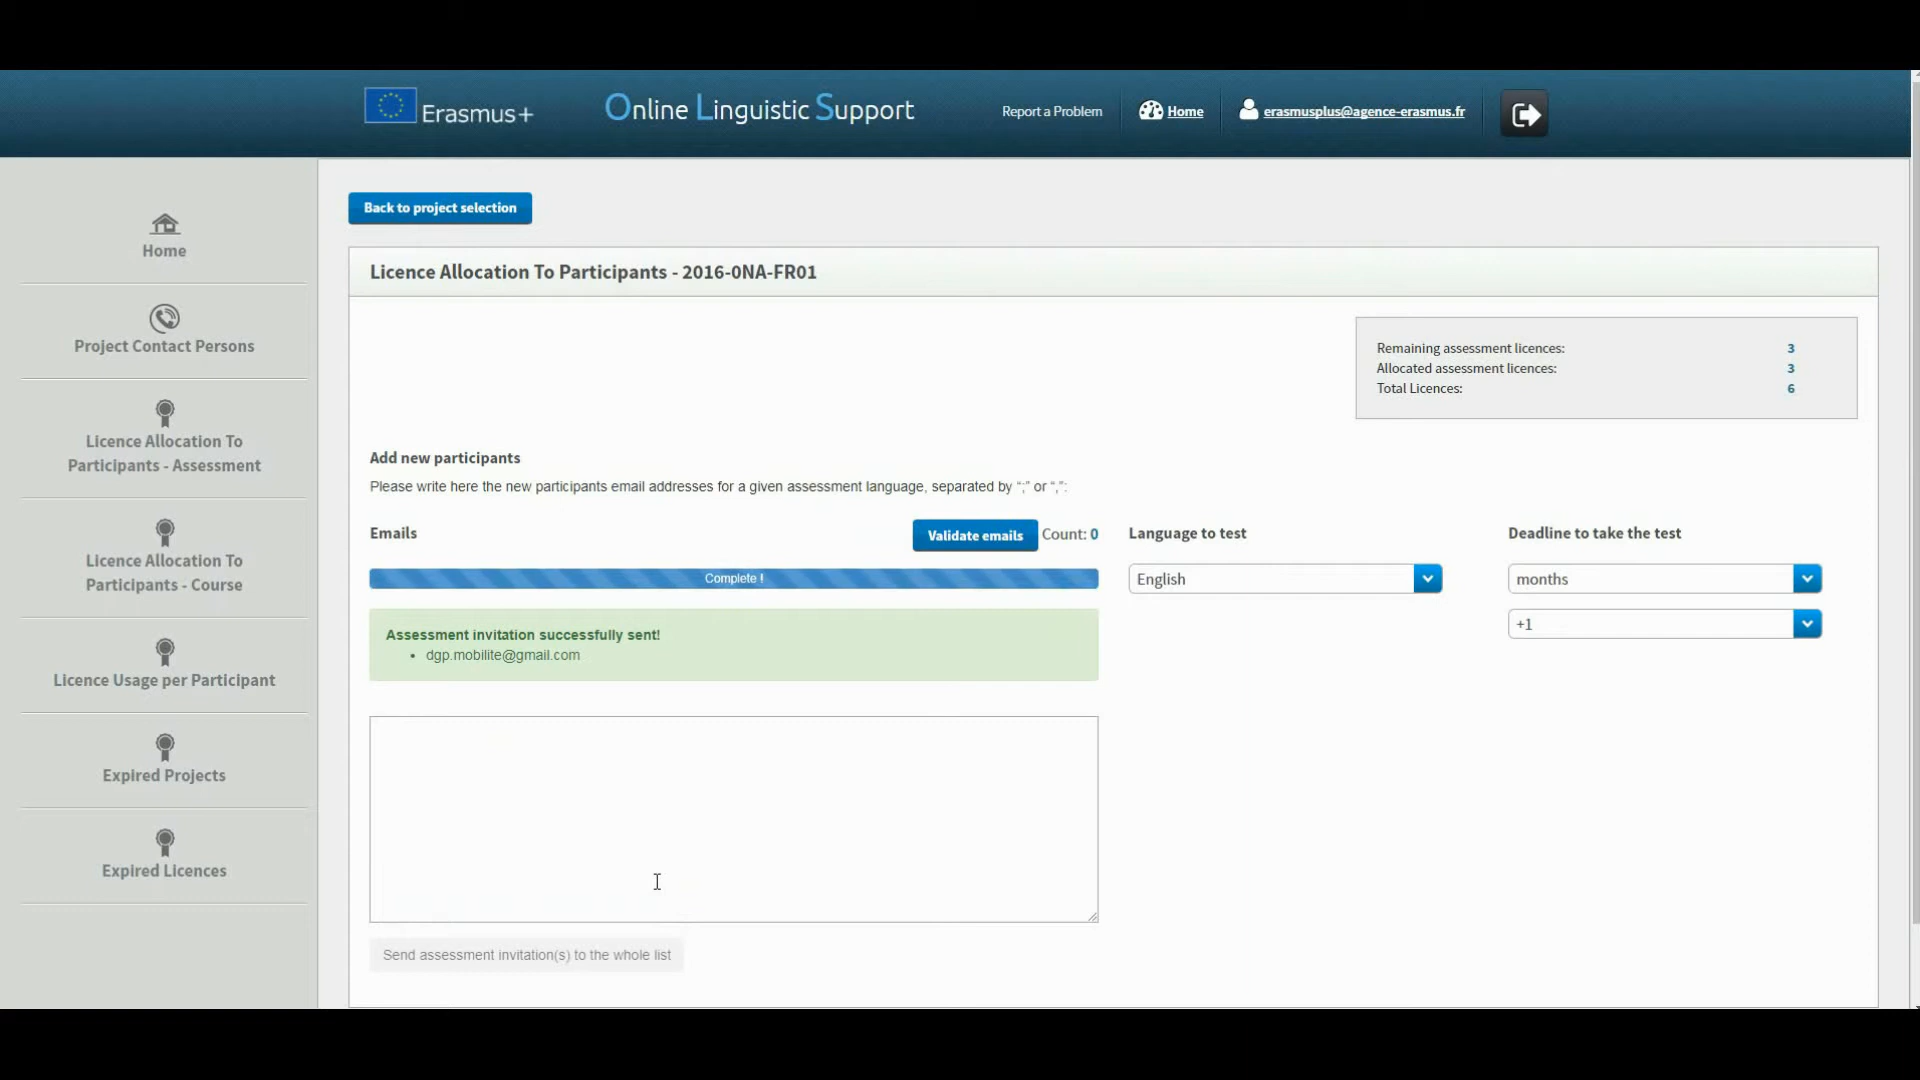 Erasmus+
Online Linguistic Support
Report a Problem
Home
erasmusplus@agence-erasmus.fr
Home
Project Contact Persons
Licence Allocation To
Participants - Assessment
Licence Allocation To
Participants - Course
Licence Usage per Participant
Expired Projects
Expired Licences
Back to project selection
Licence Allocation To Participants - 2016-0NA-FR01
Remaining assessment licences: 3
Allocated assessment licences: 3
Total Licences: 6
Add new participants
Please write here the new participants email addresses for a given assessment language, separated by “;” or “,”:
Emails
Validate emails
Count: 0
Language to test
Deadline to take the test
Complete !
English
months
+1
Assessment invitation successfully sent!
• dgp.mobilite@gmail.com
Send assessment invitation(s) to the whole list